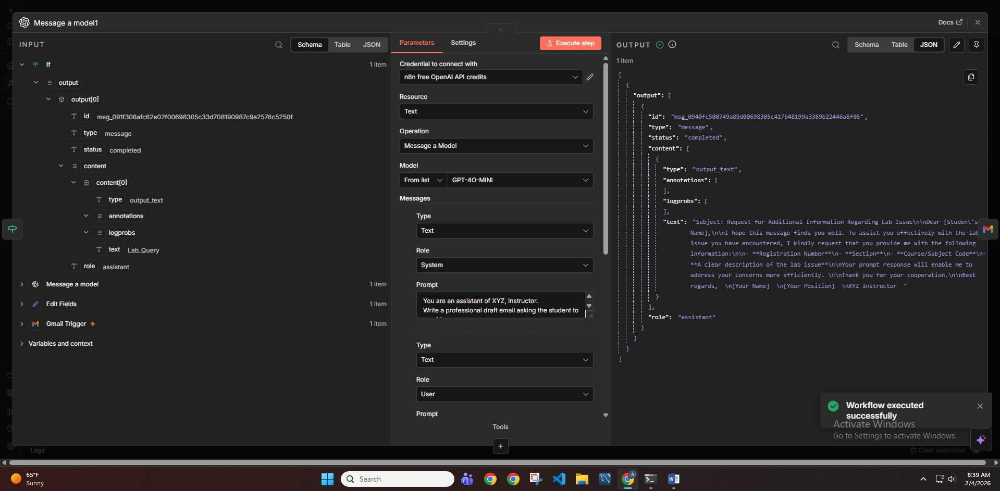 Message a model1
Docs
INPUT
Schema
Table
JSON
If
1 item
output
output[0]
id
msg_091f308afc62e02f00698305c33d708190987c9a2576c5250f
type
message
status
completed
content
content[0]
type
output_text
annotations
logprobs
text
Lab_Query
role
assistant
Message a model
1 item
Edit Fields
1 item
Gmail Trigger
1 item
Variables and context
Parameters
Settings
Execute step
Credential to connect with
n8n free OpenAI API credits
Resource
Text
Operation
Message a Model
Model
From list
GPT-4O-MINI
Messages
Type
Text
Role
System
Prompt
You are an assistant of XYZ, Instructor.
Write a professional draft email asking the student to
Type
Text
Role
User
Prompt
Tools
OUTPUT
Schema
Table
JSON
1 item
[
{
"output": [
{
"id": "msg_0940fc500749a89d00698305c417b48199a3389b22446a8f05",
"type": "message",
"status": "completed",
"content": [
{
"type": "output_text",
"annotations": [
],
"logprobs": [
],
"text": "Subject: Request for Additional Information Regarding Lab Issue\n\nDear [Student's
Name],\n\nI hope this message finds you well. To assist you effectively with the lab
issue you have encountered, I kindly request that you provide me with the following
information:\n\n- **Registration Number**\n- **Section**\n- **Course/Subject Code**\n-
**A clear description of the lab issue**\n\nYour prompt response will enable me to
address your concerns more efficiently. \n\nThank you for your cooperation.\n\nBest
regards,  \n[Your Name]  \n[Your Position]  \nXYZ Instructor  "
}
],
"role": "assistant"
}
]
}
]
Workflow executed
successfully
Activate Windows
Go to Settings to activate Windows.
Logs
Clear execution
65°F
Sunny
Search
A
8:39 AM
2/4/2026